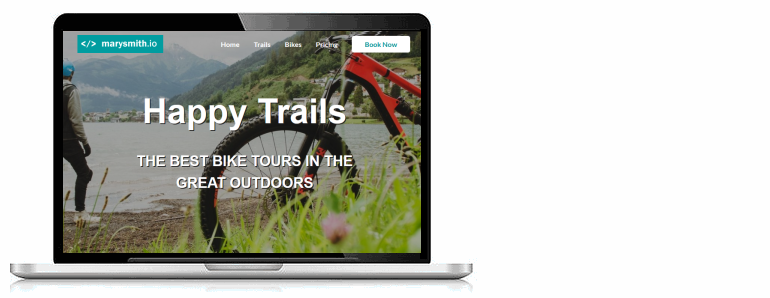 </> marysmith.io
Home Trails Bikes Pricing Book Now
Happy Trails
THE BEST BIKE TOURS IN THE
GREAT OUTDOORS